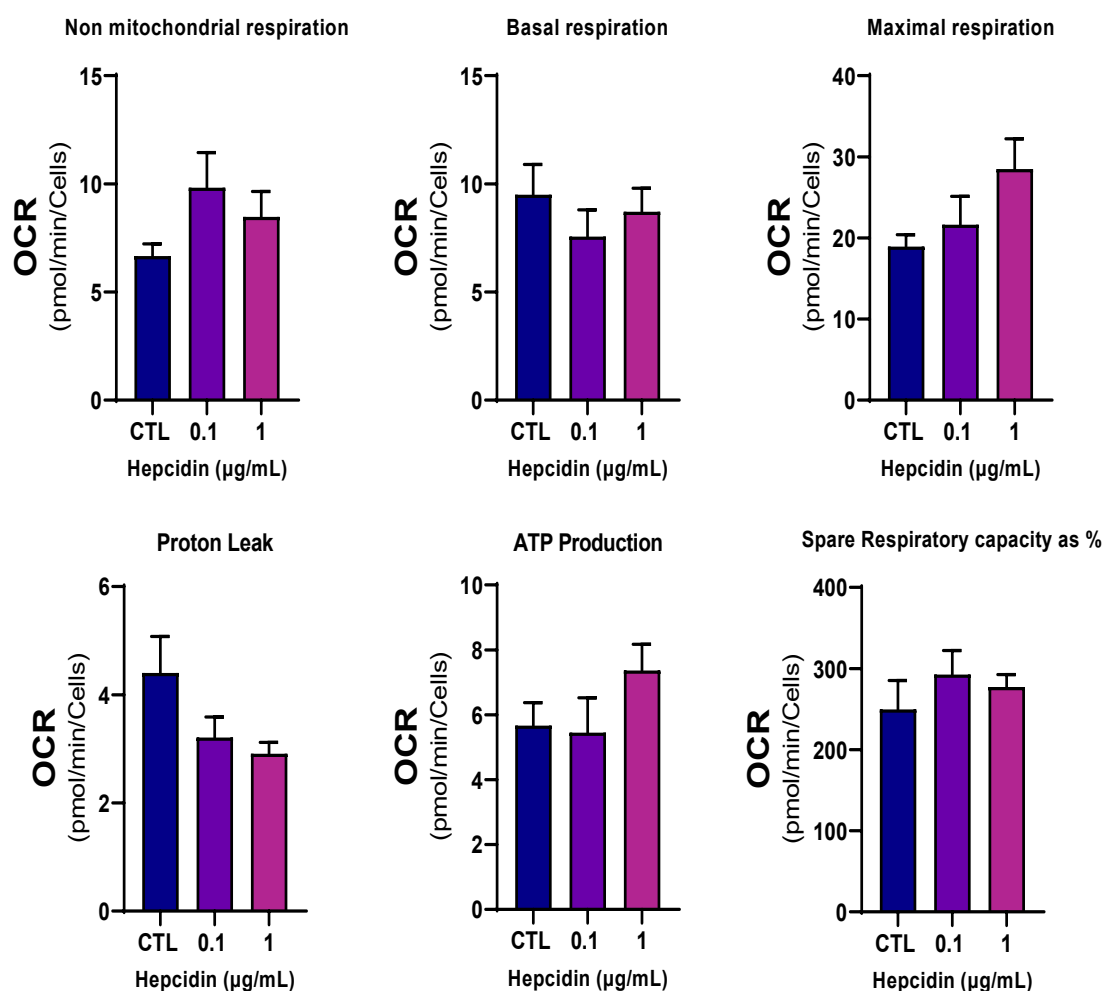 Non mitochondrial respiration
OCR
(pmol/min/Cells)
15
10
5
0
CTL 0.1 1
Hepcidin (µg/mL)
Basal respiration
OCR
(pmol/min/Cells)
15
10
5
0
CTL 0.1 1
Hepcidin (µg/mL)
Maximal respiration
OCR
(pmol/min/Cells)
40
30
20
10
0
CTL 0.1 1
Hepcidin (µg/mL)
Proton Leak
OCR
(pmol/min/Cells)
6
4
2
0
CTL 0.1 1
Hepcidin (µg/mL)
ATP Production
OCR
(pmol/min/Cells)
10
8
6
4
2
0
CTL 0.1 1
Hepcidin (µg/mL)
Spare Respiratory capacity as %
OCR
(pmol/min/Cells)
400
300
200
100
0
CTL 0.1 1
Hepcidin (µg/mL)